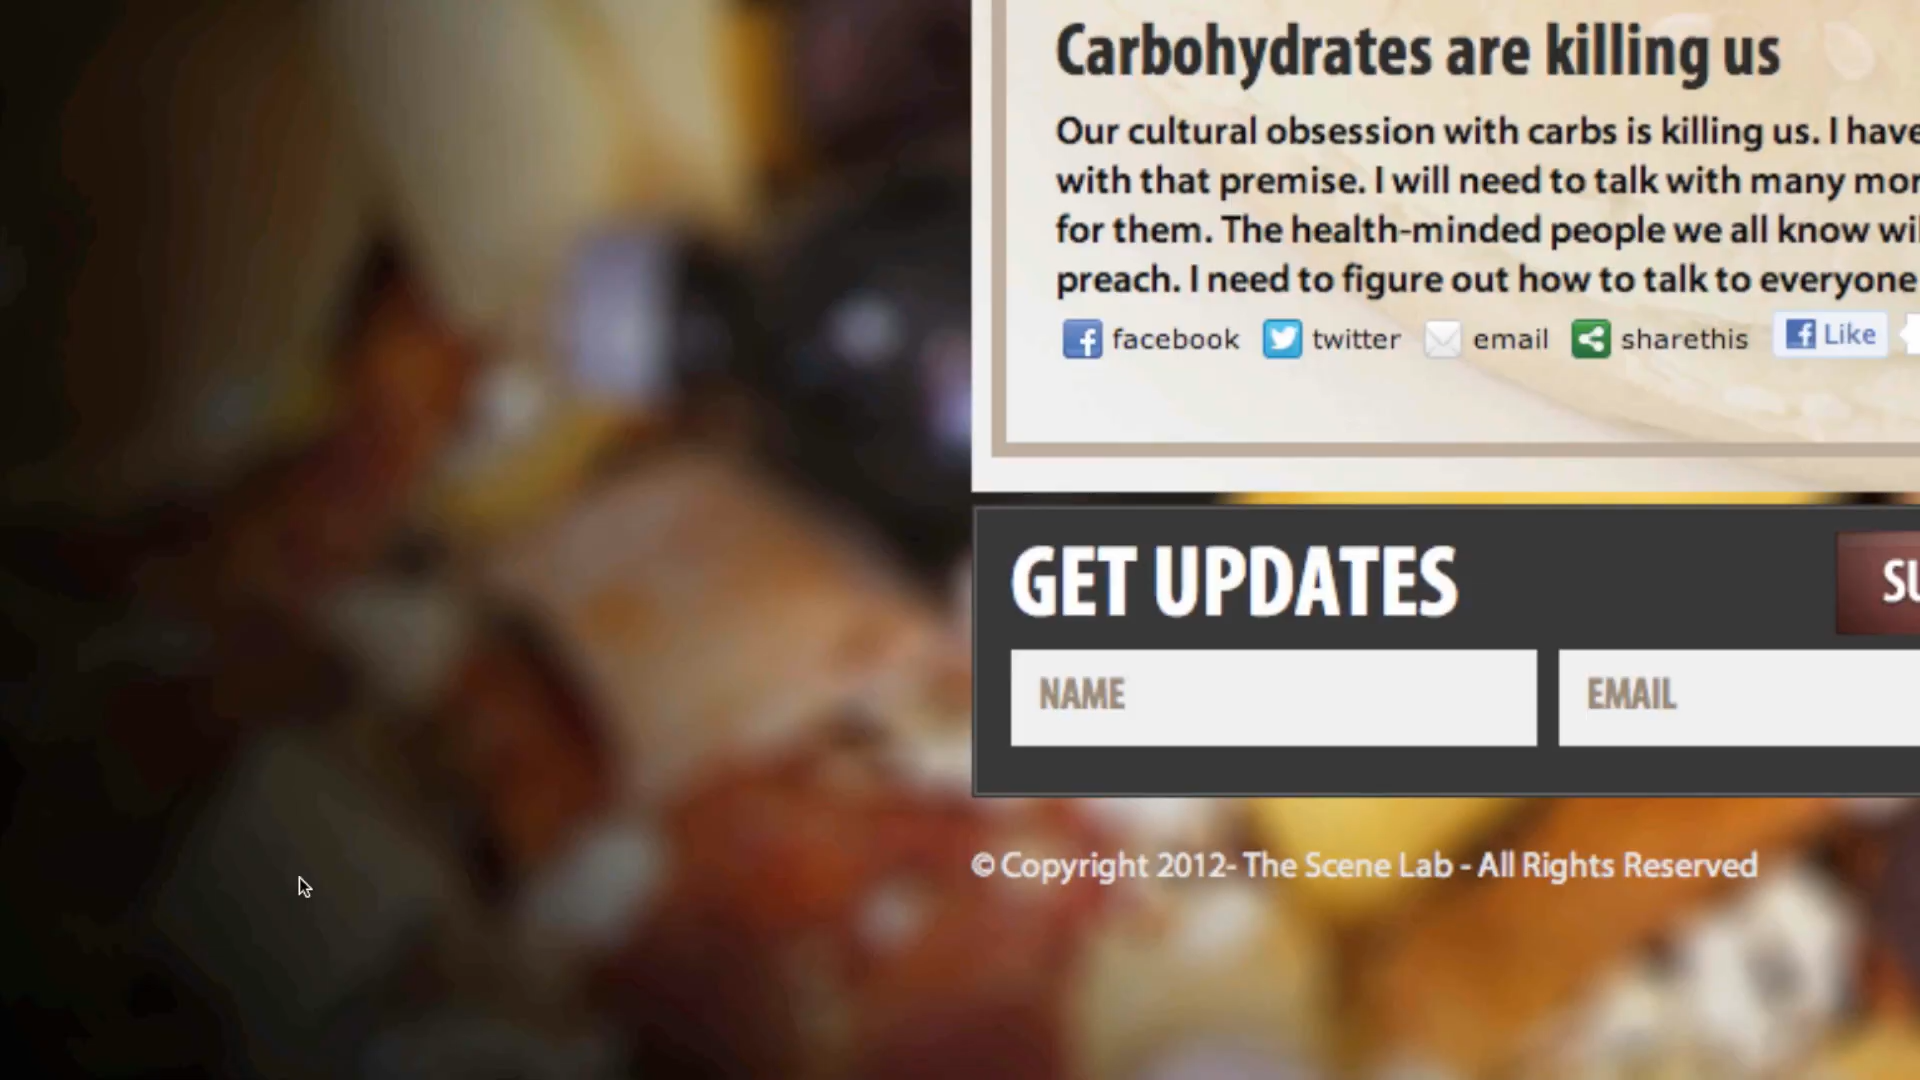 Carbohydrates are killing us
Our cultural obsession with carbs is killing us. I have
with that premise. I will need to talk with many
for them. The health-minded people we all know
preach. I need to figure out how to talk to everyone
facebook twitter email sharethis Like
GET UPDATES
NAME EMAIL
© Copyright 2012- The Scene Lab - All Rights Reserved